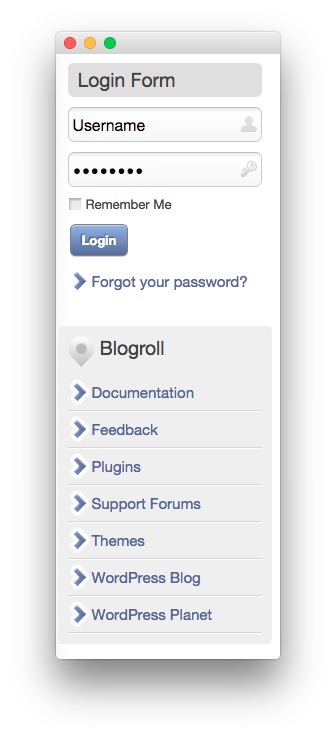 Login Form
Username
••••••••
Remember Me
Login
Forgot your password?
Blogroll
Documentation
Feedback
Plugins
Support Forums
Themes
WordPress Blog
WordPress Planet